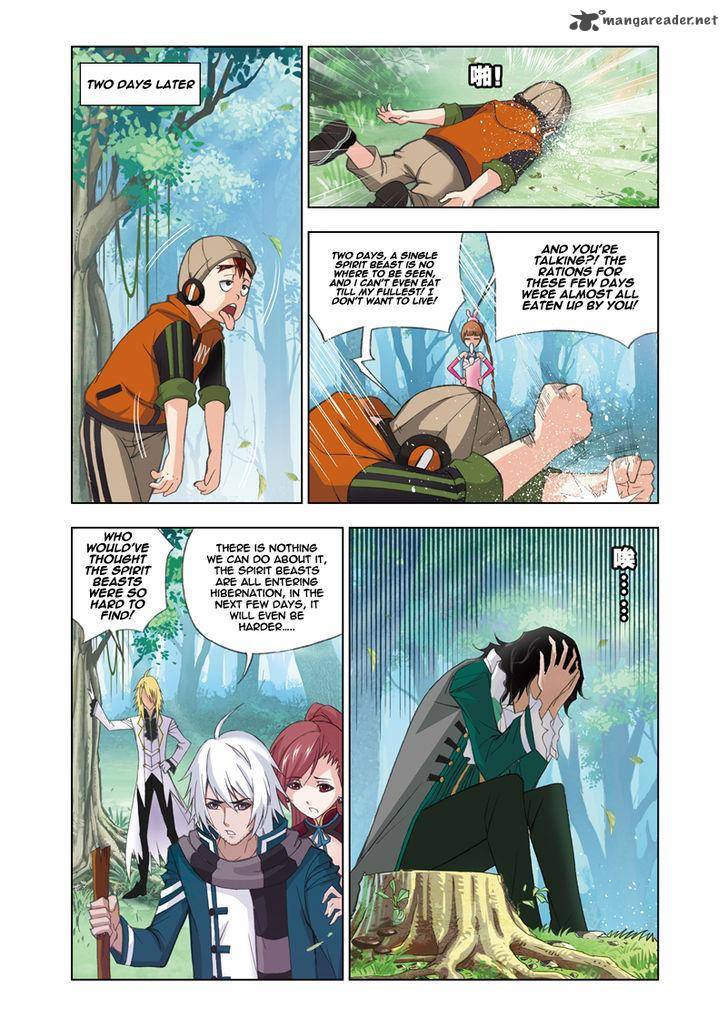 mangareader.net
TWO DAYS LATER
啪!
TWO DAYS, A SINGLE
SPIRIT BEAST IS NO
WHERE TO BE SEEN,
AND I CAN'T EVEN EAT
TILL MY FULLEST! I
DON'T WANT TO LIVE!
AND YOU'RE
TALKING?! THE
RATIONS FOR
THESE FEW DAYS
WERE ALMOST ALL
EATEN UP BY YOU!
WHO
WOULD'VE
THOUGHT
THE SPIRIT
BEASTS
WERE SO
HARD TO
FIND!
THERE IS NOTHING
WE CAN DO ABOUT IT,
THE SPIRIT BEASTS
ARE ALL ENTERING
HIBERNATION, IN
THE NEXT FEW DAYS, IT
WILL EVEN BE
HARDER.....
唉……